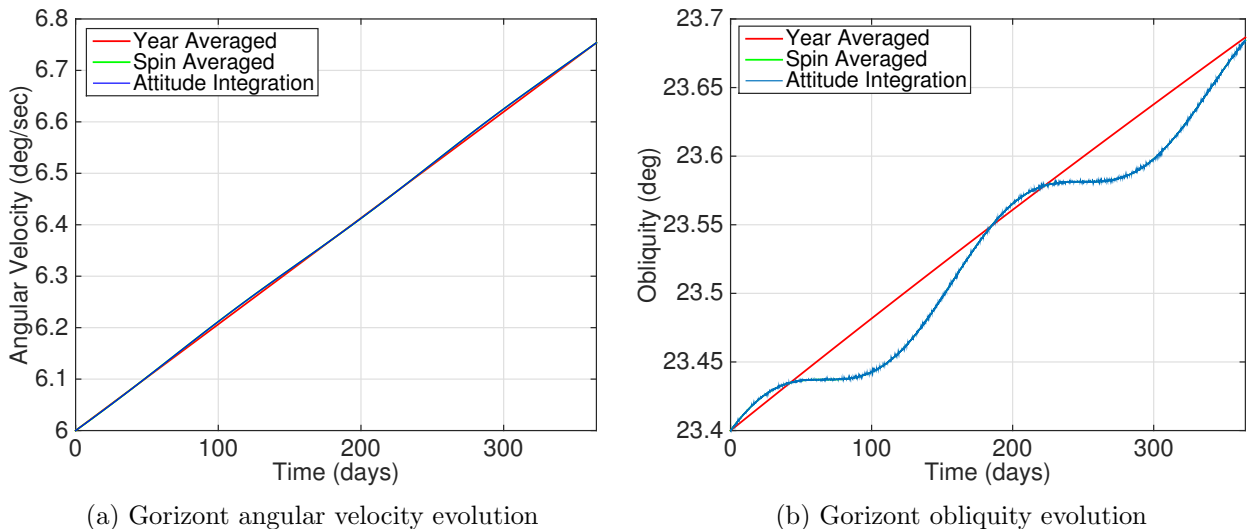 6.8
6.7
6.6
6.5
6.4
6.3
6.2
6.1
6
Angular Velocity (deg/sec)
Year Averaged
Spin Averaged
Attitude Integration
0
100
200
300
Time (days)
(a) Gorizont angular velocity evolution
23.7
23.65
23.6
23.55
23.5
23.45
23.4
Obliquity (deg)
Year Averaged
Spin Averaged
Attitude Integration
0
100
200
300
Time (days)
(b) Gorizont obliquity evolution